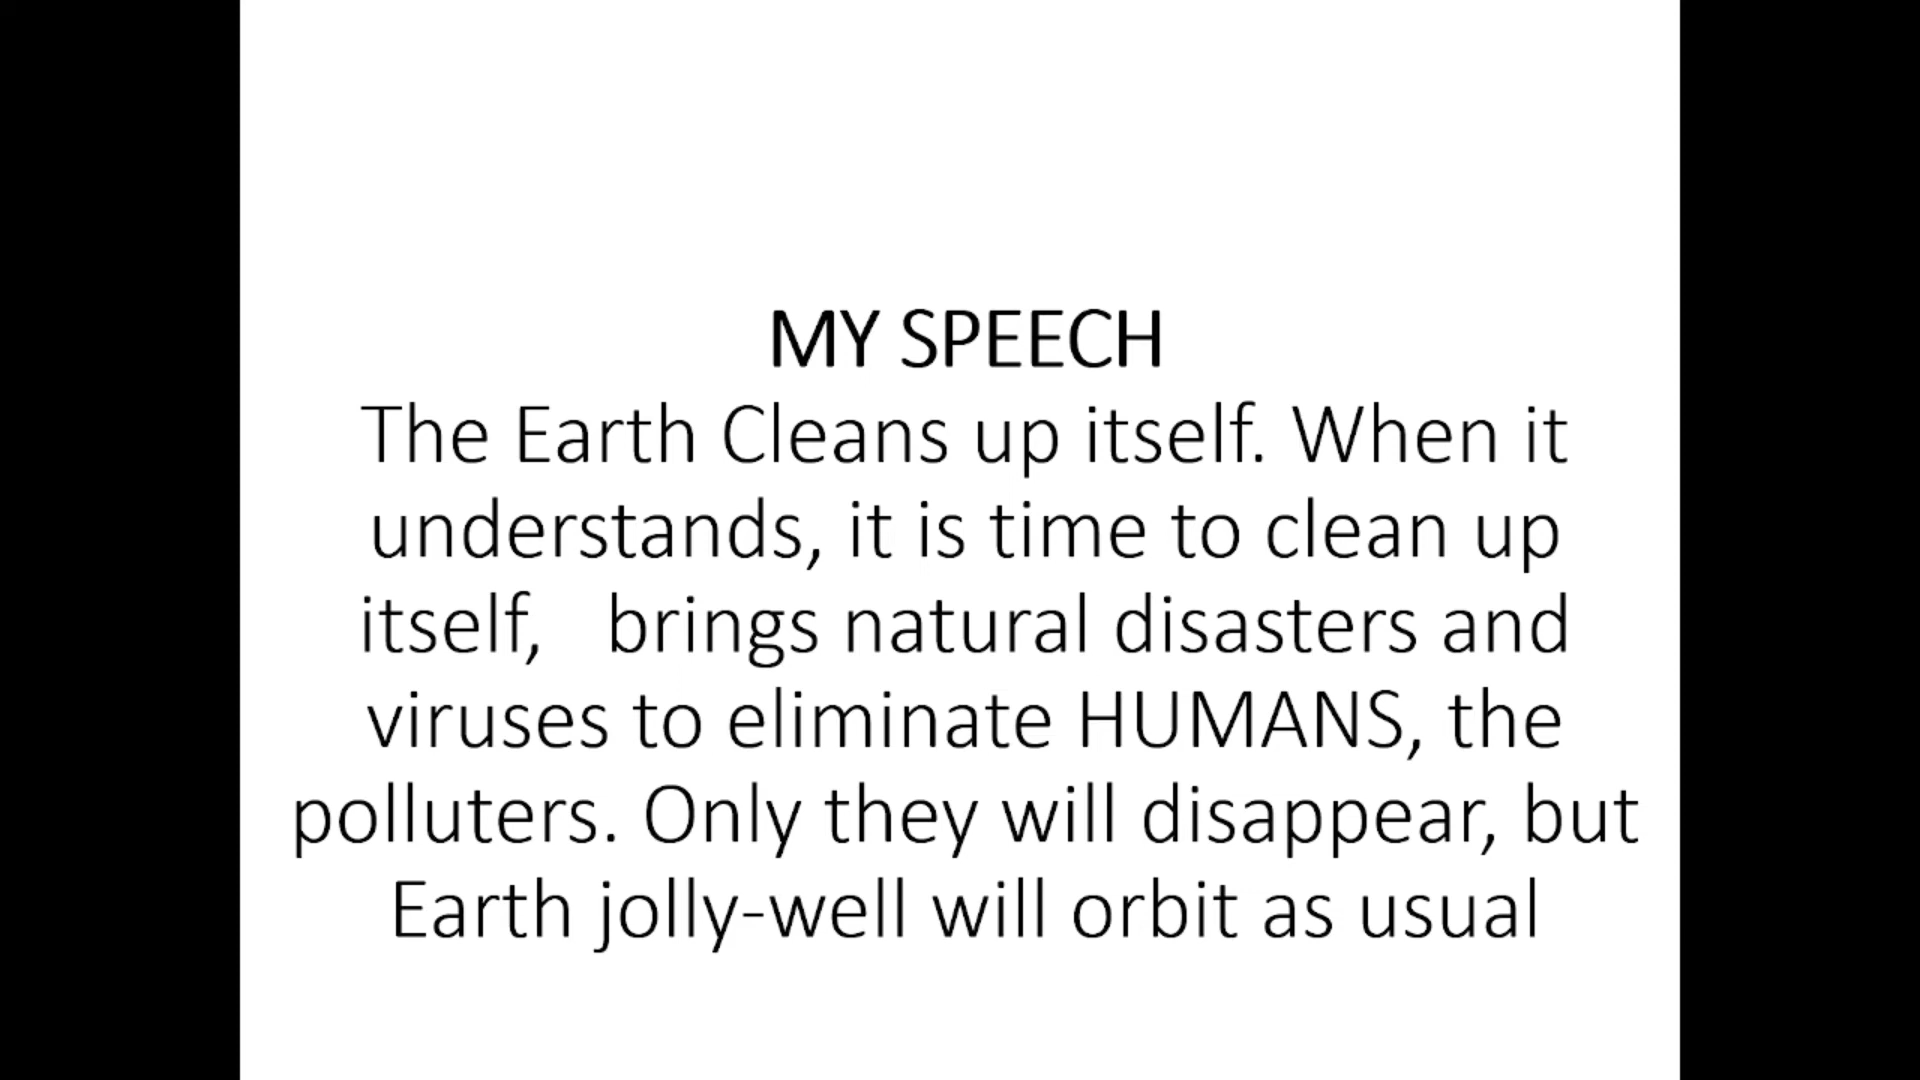 MY SPEECH
The Earth Cleans up itself. When it
understands, it is time to clean up
itself,   brings natural disasters and
viruses to eliminate HUMANS, the
polluters. Only they will disappear, but
Earth jolly-well will orbit as usual